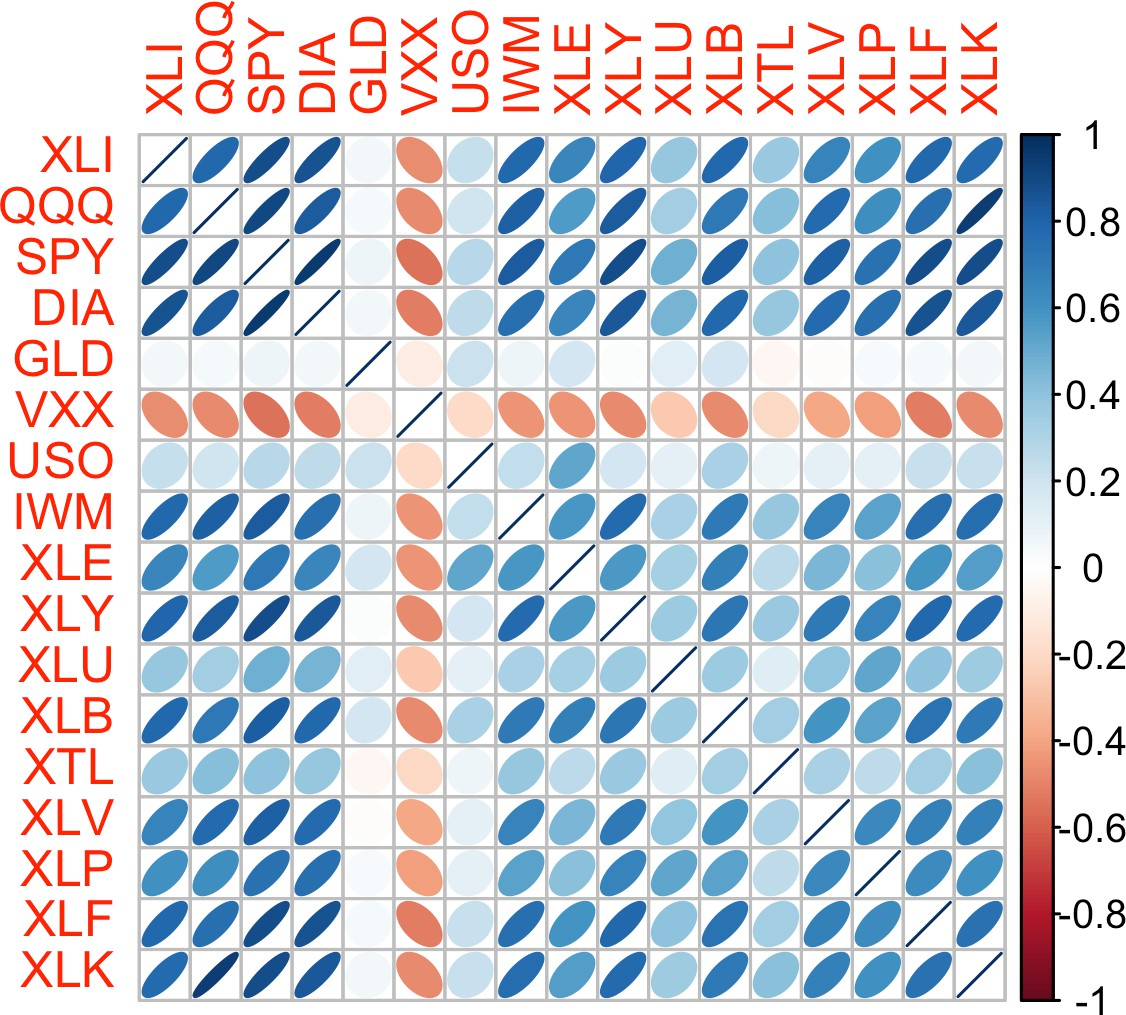 XLI QQQ SPY DIA GLD VXX USO IWM XLE XLY XLU XLB XTL XLV XLP XLF XLK
XLI
QQQ
SPY
DIA
GLD
VXX
USO
IWM
XLE
XLY
XLU
XLB
XTL
XLV
XLP
XLF
XLK
1
0.8
0.6
0.4
0.2
0
-0.2
-0.4
-0.6
-0.8
-1